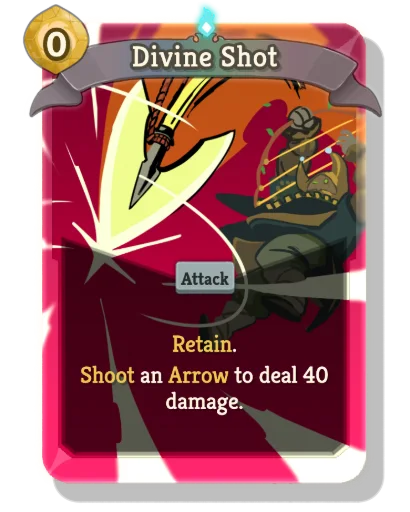 0
Divine Shot
Attack
Retain.
Shoot an Arrow to deal 40
damage.